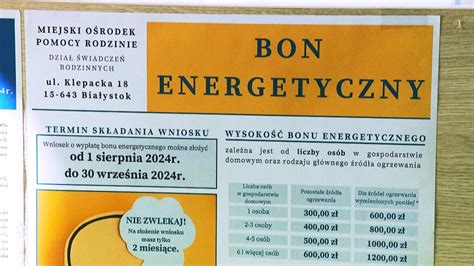 MIEJSKI OŚRODEK
POMOCY RODZINIE
DZIAŁ ŚWIADCZEŃ
RODZINNYCH
ul. Klepacka 18
15-643 Białystok
BON
ENERGETYCZNY
4r.
TERMIN SKŁADANIA WNIOSKU
Wniosek o wypłatę bonu energetycznego można złożyć
od 1 sierpnia 2024r.
do 30 września 2024r.
NIE ZWLEKAJ!
Na złożenie wniosku
masz tylko
2 miesiące.
WYSOKOŚĆ BONU ENERGETYCZNEGO
zależna jest od liczby osób w gospodarstwie
domowym oraz rodzaju głównego źródła ogrzewania
Liczba osób w gospodarstwie domowym Pozostałe źródła ogrzewania Dla źródeł ogrzewania wymienionych poniżej*
1 osoba 300,00 zł 600,00 zł
2-3 osoby 400,00 zł 800,00 zł
4-5 osób 500,00 zł 1000,00 zł
6 i więcej osób 600,00 zł 1200,00 zł